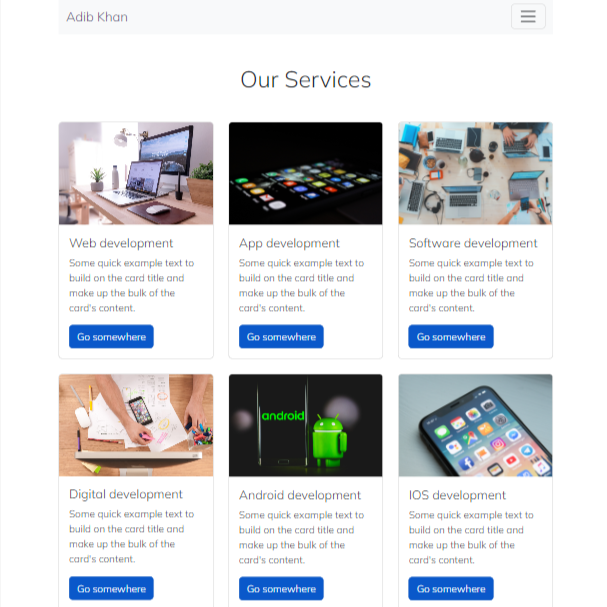 Adib Khan
Our Services
Web development
Some quick example text to
build on the card title and
make up the bulk of the
card's content.
Go somewhere
App development
Some quick example text to
build on the card title and
make up the bulk of the
card's content.
Go somewhere
Software development
Some quick example text to
build on the card title and
make up the bulk of the
card's content.
Go somewhere
Digital development
Some quick example text to
build on the card title and
make up the bulk of the
card's content.
Go somewhere
android
Android development
Some quick example text to
build on the card title and
make up the bulk of the
card's content.
Go somewhere
IOS development
Some quick example text to
build on the card title and
make up the bulk of the
card's content.
Go somewhere